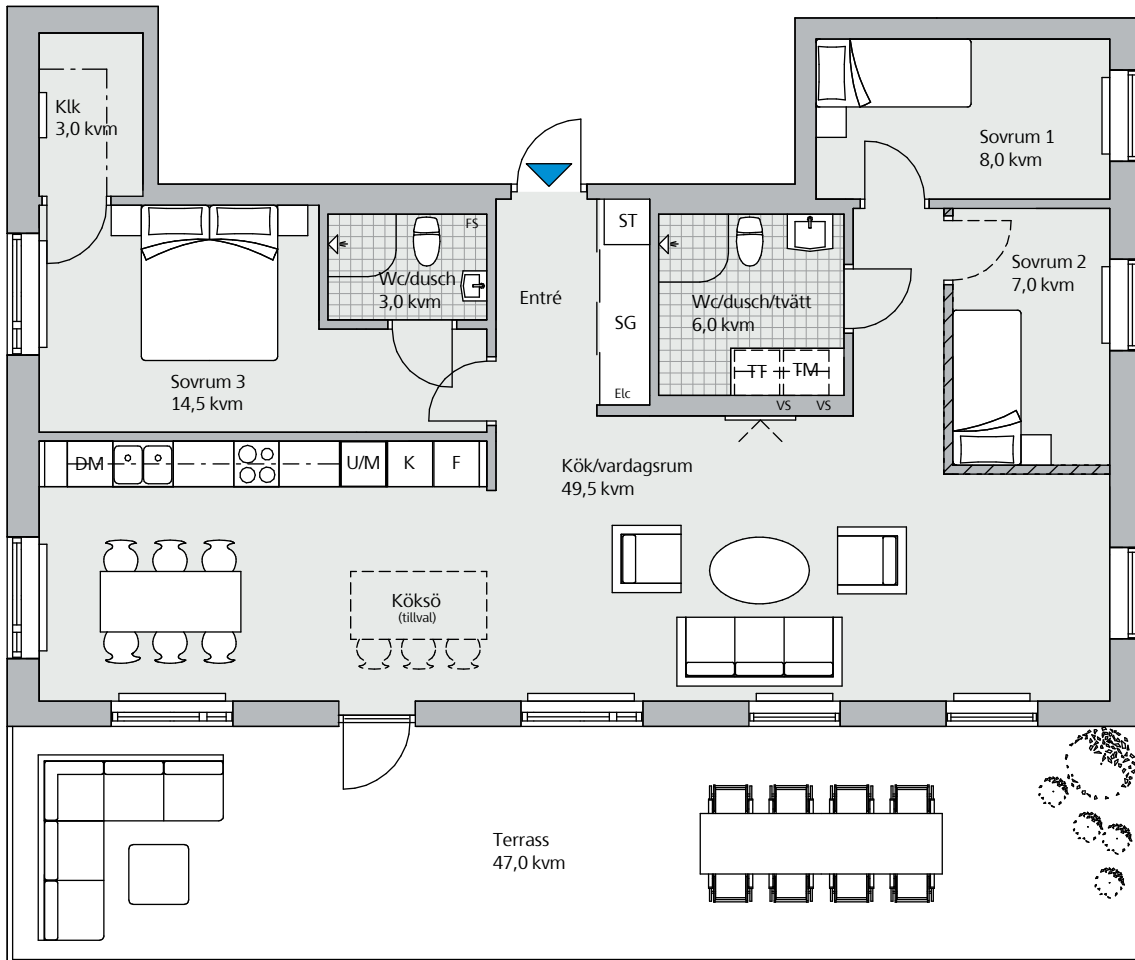 Klk
3,0 kvm
Sovrum 1
8,0 kvm
ST
FS
Wc/dusch
3,0 kvm
Entré
SG
Elc
Wc/dusch/tvätt
6,0 kvm
TT
TM
VS
VS
Sovrum 2
7,0 kvm
Sovrum 3
14,5 kvm
DM
U/M
K
F
Kök/vardagsrum
49,5 kvm
Köksö
(tillval)
Terrass
47,0 kvm